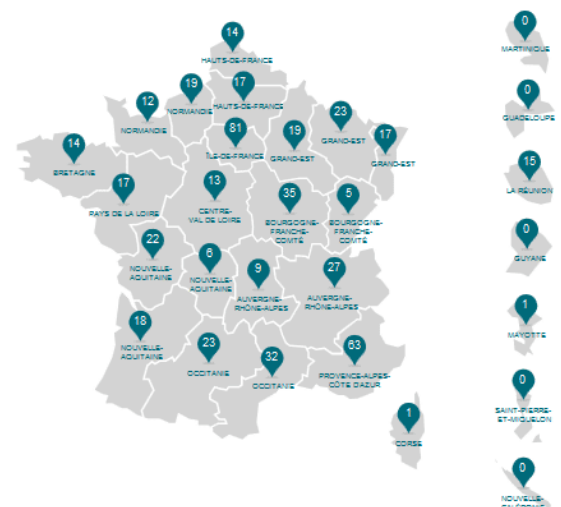 14
HAUTS-DE-FRANCE
19
NORMANDIE
17
HAUTS-DE-FRANCE
12
NORMANDIE
23
GRAND-EST
81
ÎLE-DE-FRANCE
19
GRAND-EST
17
GRAND-EST
14
BRETAGNE
17
PAYS DE LA LOIRE
13
CENTRE-
VAL DE LOIRE
35
BOURGOGNE-
FRANCHE-
COMTÉ
5
BOURGOGNE-
FRANCHE-
COMTÉ
22
NOUVELLE-
AQUITAINE
6
NOUVELLE-
AQUITAINE
9
AUVERGNE-
RHÔNE-ALPES
27
AUVERGNE-
RHÔNE-ALPES
18
NOUVELLE-
AQUITAINE
23
OCCITANIE
32
OCCITANIE
63
PROVENCE-ALPES-
CÔTE D'AZUR
1
CORSE
0
MARTINIQUE
0
GUADELOUPE
15
LA RÉUNION
0
GUYANE
1
MAYOTTE
0
SAINT-PIERRE-
ET-MIQUELON
0
NOUVELLE-